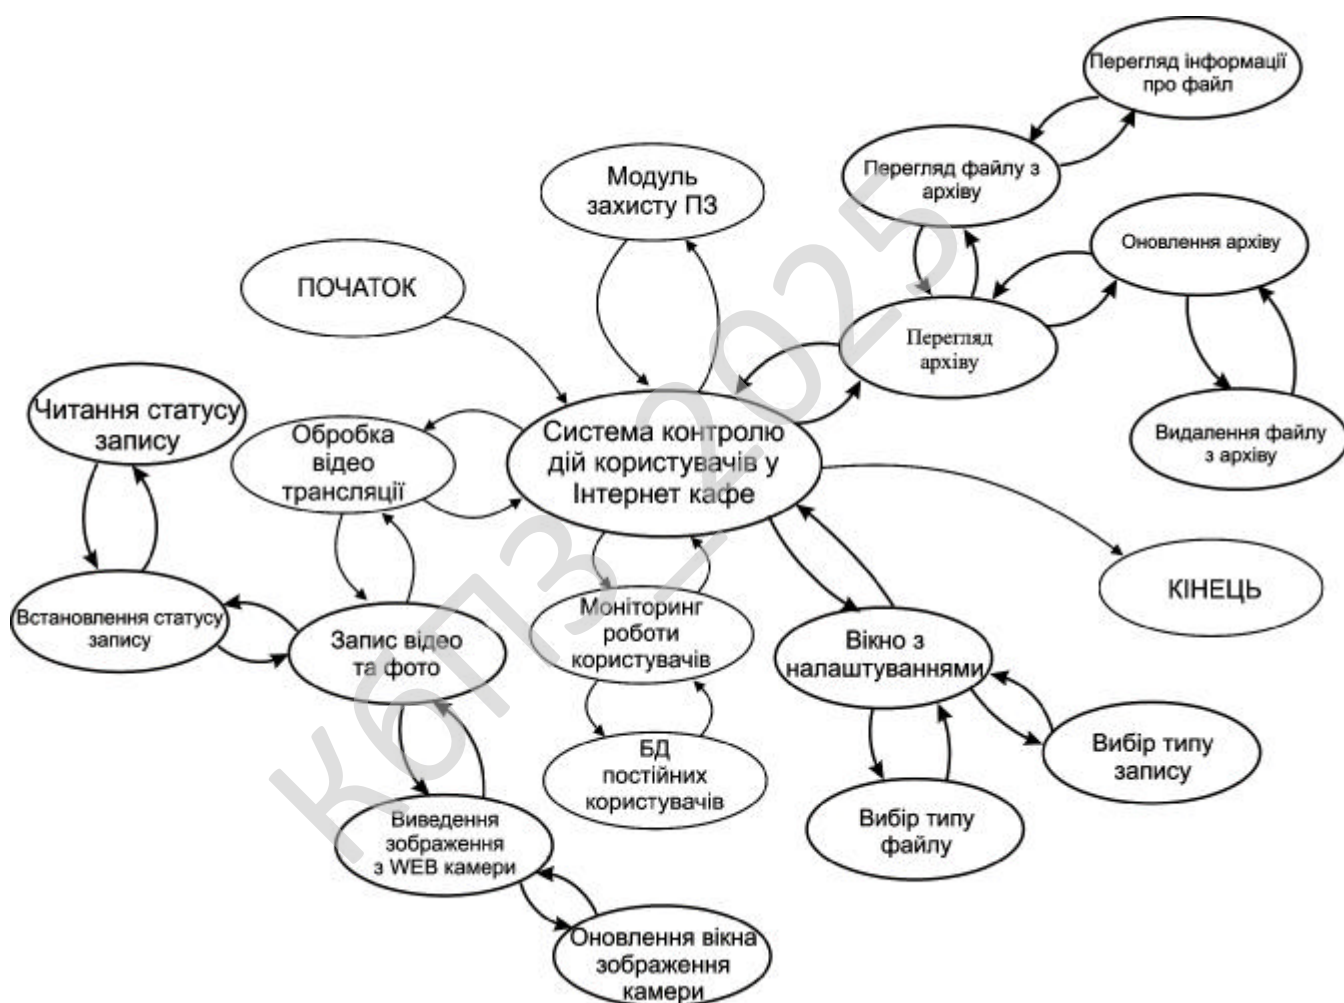 Перегляд інформації
про файл
Перегляд файлу з
архіву
Модуль
захисту ПЗ
Оновлення архіву
ПОЧАТОК
Перегляд
архіву
Читання статусу
запису
Обробка
відео
трансляції
Система контролю
дій користувачів у
Інтернет кафе
Видалення файлу
з архіву
КІНЕЦЬ
Встановлення статусу
запису
Запис відео
та фото
Моніторинг
роботи
користувачів
Вікно з
налаштуваннями
Вибір типу
запису
БД
постійних
користувачів
Вибір типу
файлу
Виведення
зображення
з WEB камери
Оновлення вікна
зображення
камери
КбПЗ_2025